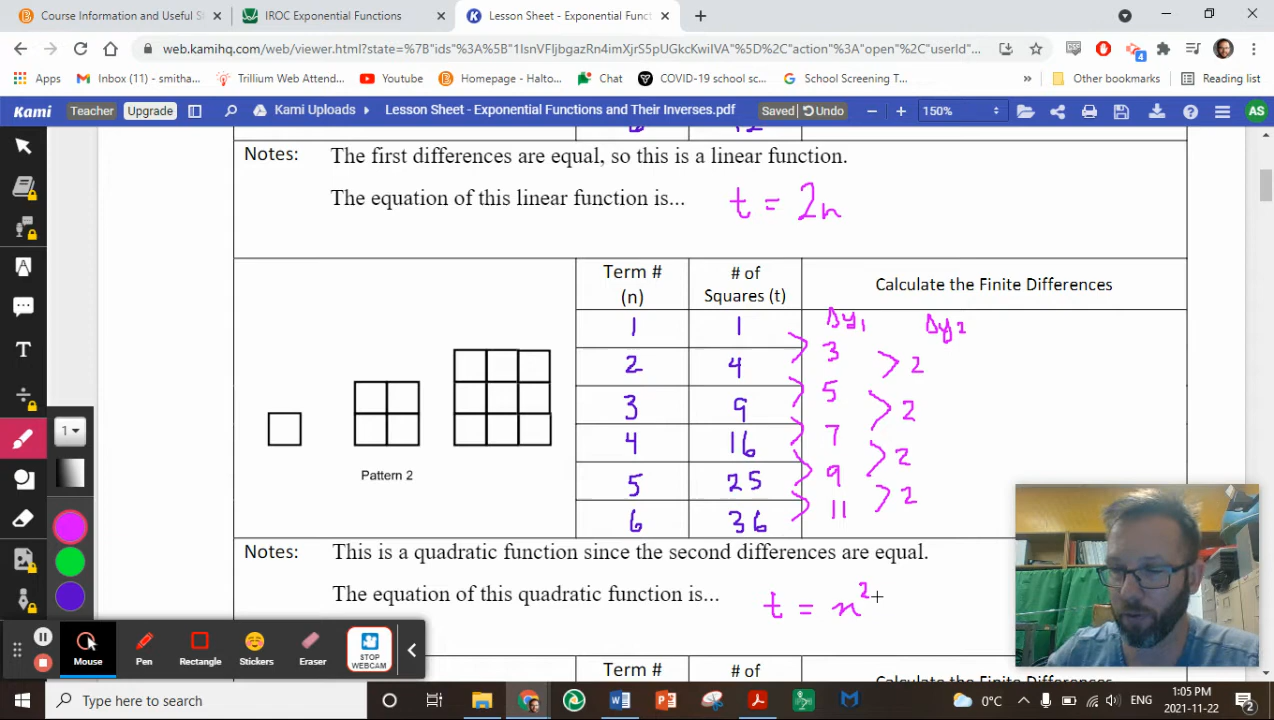 Course Information and Useful S
IROC Exponential Functions
Lesson Sheet - Exponential Funct
web.kamihq.com/web/viewer.html?state=%7B"ids"%3A%5B"1IsnVFIjbgazRn4imXjrS5pUGkcKwiIVA"%5D%2C"action"%3A"open"%2C"userId"...
Apps
Inbox (11) - smitha...
Trillium Web Attend...
Youtube
Homepage - Halto...
Chat
COVID-19 school sc...
School Screening T...
»
Other bookmarks
Reading list
Kami
Teacher
Upgrade
Kami Uploads
Lesson Sheet - Exponential Functions and Their Inverses.pdf
Saved
Undo
150%
AS
Notes: The first differences are equal, so this is a linear function.
The equation of this linear function is... t = 2n
Term # (n)
# of Squares (t)
Calculate the Finite Differences
Δy1 Δy2
1 1
3
2 4 2
5
3 9 2
7
4 16 2
9
5 25 2
11
6 36
Pattern 2
Notes: This is a quadratic function since the second differences are equal.
The equation of this quadratic function is... t = n²
Term #
# of
Calculate the Finite Differences
1
Mouse
Pen
Rectangle
Stickers
Eraser
STOP WEBCAM
Type here to search
0°C
ENG
1:05 PM
2021-11-22
2
4